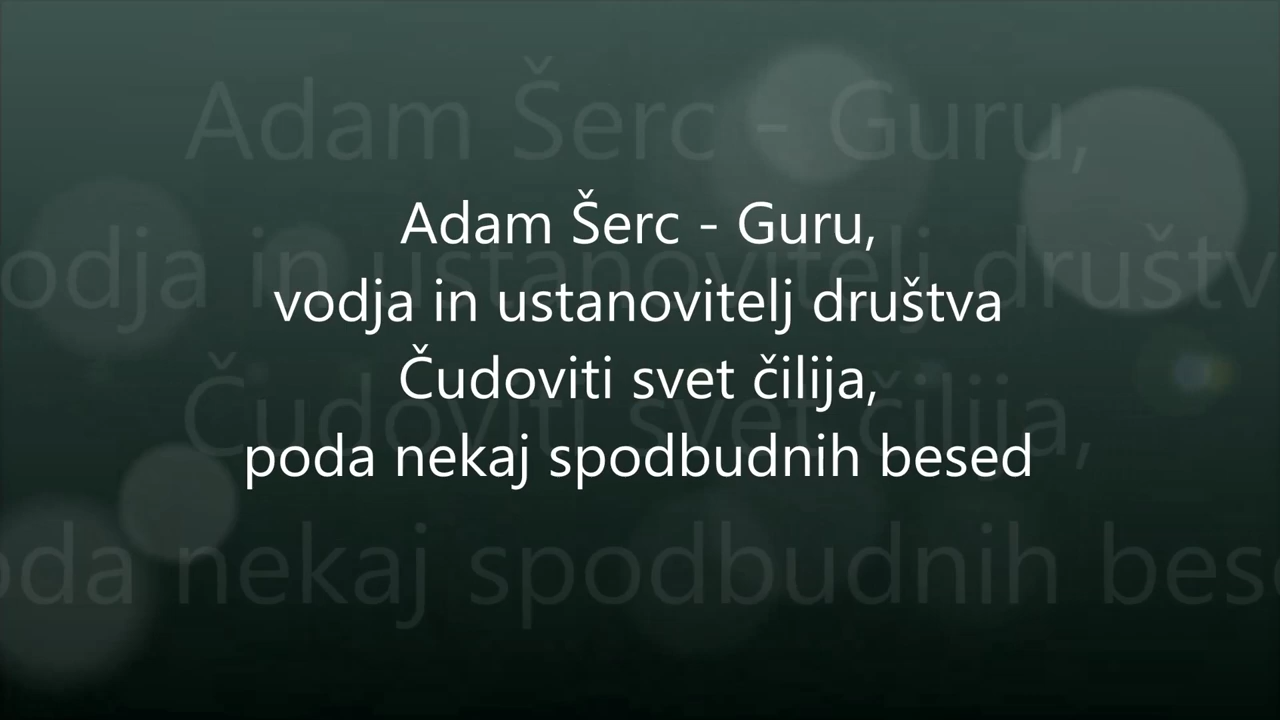 Adam Šerc - Guru,
vodja in ustanovitelj društva
Čudoviti svet čilija,
poda nekaj spodbudnih besed